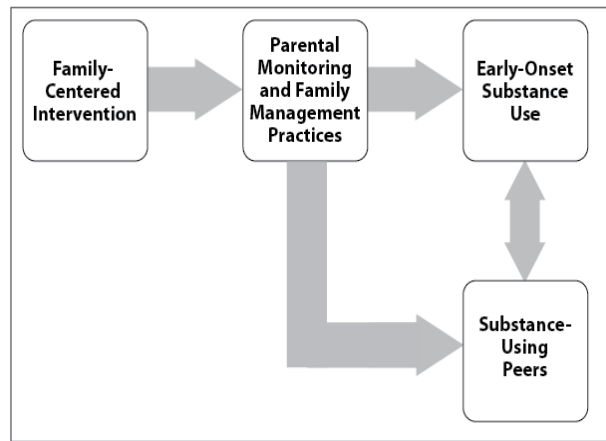 Family-
Centered
Intervention
Parental
Monitoring
and Family
Management
Practices
Early-Onset
Substance
Use
Substance-
Using
Peers